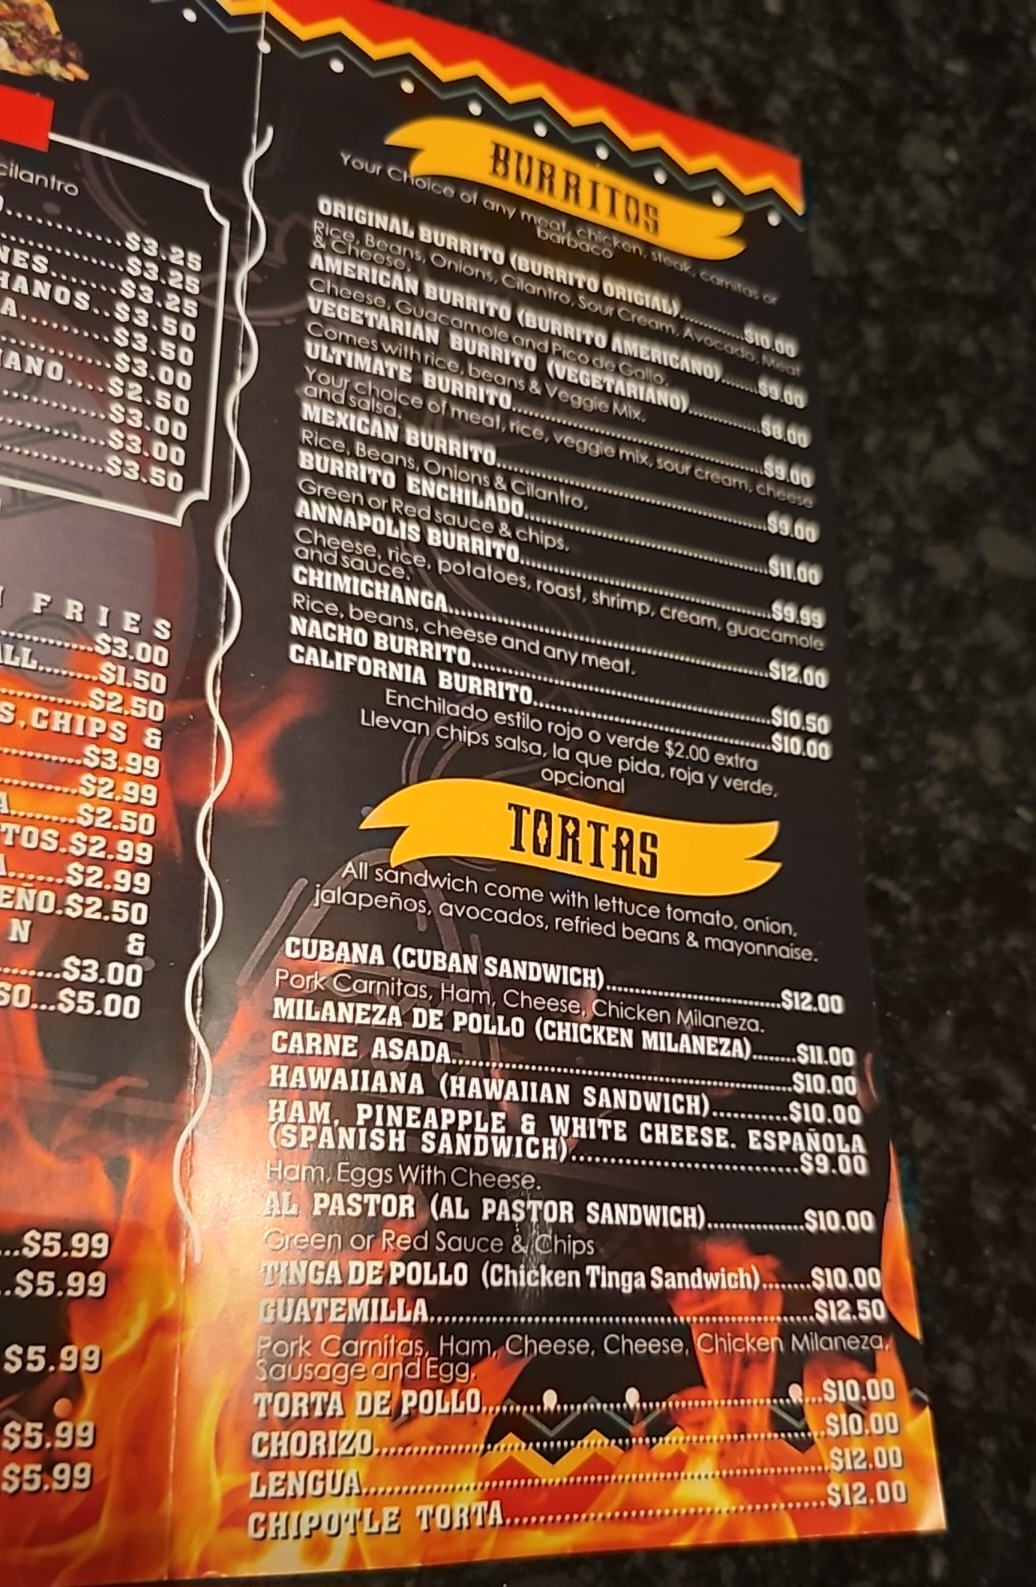 cilantro
$3.25
$3.25
NES.......$3.25
HANOS..$3.50
A.........$3.50
$3.00
ANO....$2.50
$3.00
$3.00
$3.50
FRIES
$3.00
ALL.......$1.50
$2.50
S,CHIPS &
$3.99
$2.99
A........$2.50
TOS.$2.99
$2.99
EÑO.$2.50
N &
$3.00
SO...$5.00
$5.99
$5.99
$5.99
$5.99
$5.99
BURRITOS
Your Choice of any meat, chicken, steak, carnitas or
barbaco
ORIGINAL BURRITO (BURRITO ORIGIAL)..........$10.00
Rice, Beans, Onions, Cilantro, Sour Cream, Avocado, Meat
& Cheese.
AMERICAN BURRITO (BURRITO AMERICANO).......$9.00
Cheese, Guacamole and Pico de Gallo.
VEGETARIAN BURRITO (VEGETARIANO)............$8.00
Comes with rice, beans & Veggie Mix.
ULTIMATE BURRITO....................................$9.00
Your choice of meat, rice, veggie mix, sour cream, cheese
and salsa.
MEXICAN BURRITO.....................................$9.00
Rice, Beans, Onions & Cilantro.
BURRITO ENCHILADO..................................$11.00
Green or Red sauce & chips.
ANNAPOLIS BURRITO..................................$9.99
Cheese, rice, potatoes, roast, shrimp, cream, guacamole
and sauce.
CHIMICHANGA.............................................$12.00
Rice, beans, cheese and any meat.
NACHO BURRITO..........................................$10.50
CALIFORNIA BURRITO..................................$10.00
Enchilado estilo rojo o verde $2.00 extra
Llevan chips salsa, la que pida, roja y verde,
opcional
TORTAS
All sandwich come with lettuce tomato, onion,
jalapeños, avocados, refried beans & mayonnaise.
CUBANA (CUBAN SANDWICH)..........................$12.00
Pork Carnitas, Ham, Cheese, Chicken Milaneza.
MILANEZA DE POLLO (CHICKEN MILANEZA).......$11.00
CARNE ASADA................................................$10.00
HAWAIIANA (HAWAIIAN SANDWICH)...........$10.00
HAM, PINEAPPLE & WHITE CHEESE. ESPAÑOLA
(SPANISH SANDWICH)................................$9.00
Ham, Eggs With Cheese.
AL PASTOR (AL PASTOR SANDWICH)..............$10.00
Green or Red Sauce & Chips
TINGA DE POLLO (Chicken Tinga Sandwich).......$10.00
GUATEMILLA....................................................$12.50
Pork Carnitas, Ham, Cheese, Cheese, Chicken Milaneza,
Sausage and Egg,
TORTA DE POLLO..............................................$10.00
CHORIZO..........................................................$10.00
LENGUA............................................................$12.00
CHIPOTLE TORTA............................................$12.00